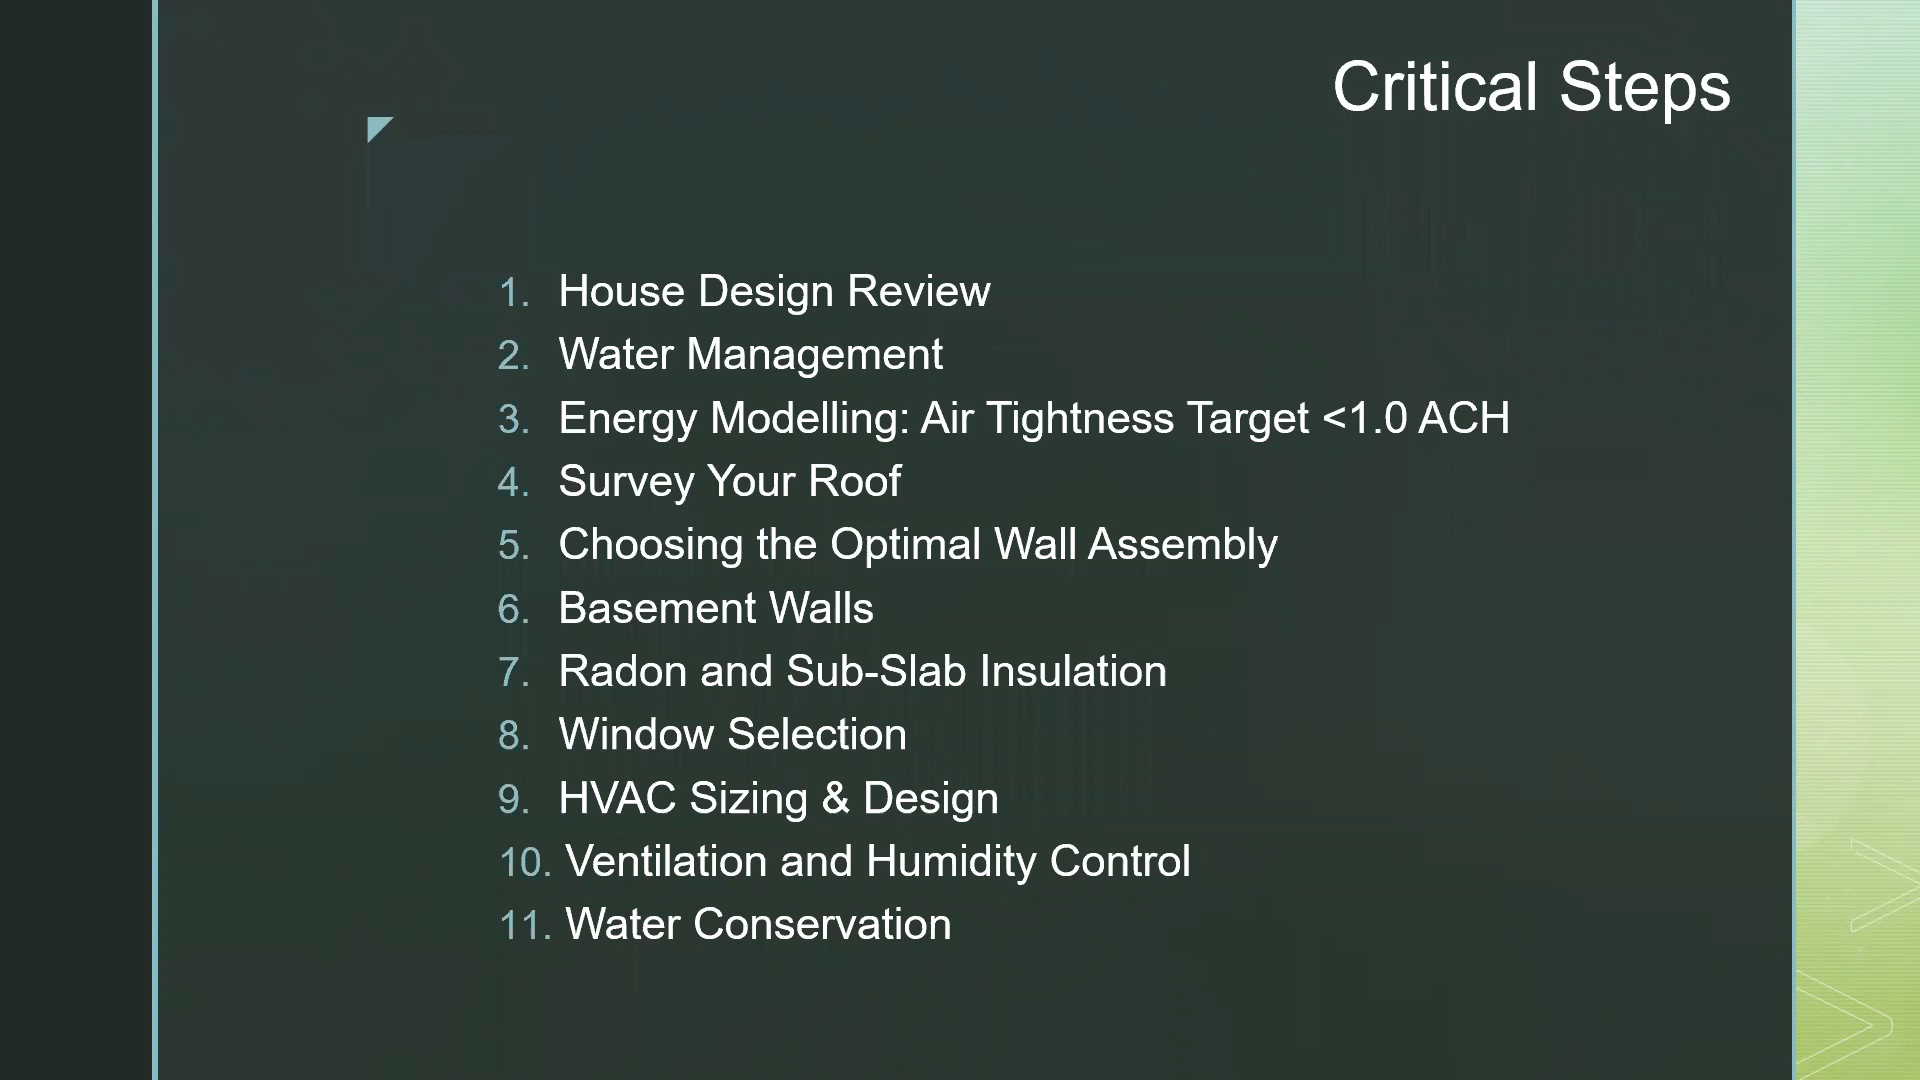 Critical Steps
1. House Design Review
2. Water Management
3. Energy Modelling: Air Tightness Target <1.0 ACH
4. Survey Your Roof
5. Choosing the Optimal Wall Assembly
6. Basement Walls
7. Radon and Sub-Slab Insulation
8. Window Selection
9. HVAC Sizing & Design
10. Ventilation and Humidity Control
11. Water Conservation